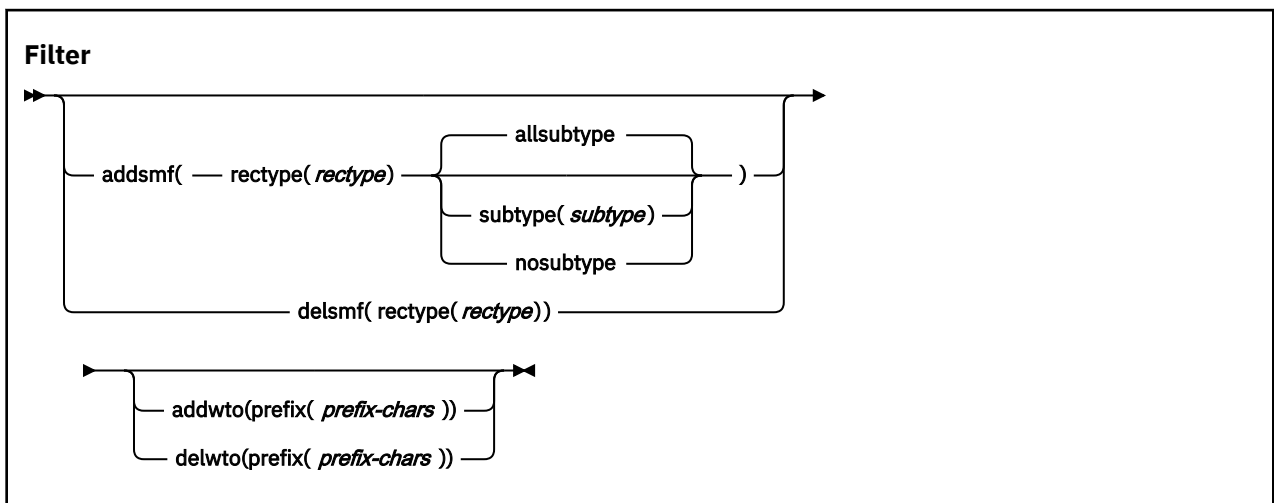 Filter
allsubtype
addsmf( rectype( rectype) )
subtype( subtype)
nosubtype
delsmf( rectype( rectype))
addwto(prefix( prefix-chars ))
delwto(prefix( prefix-chars ))